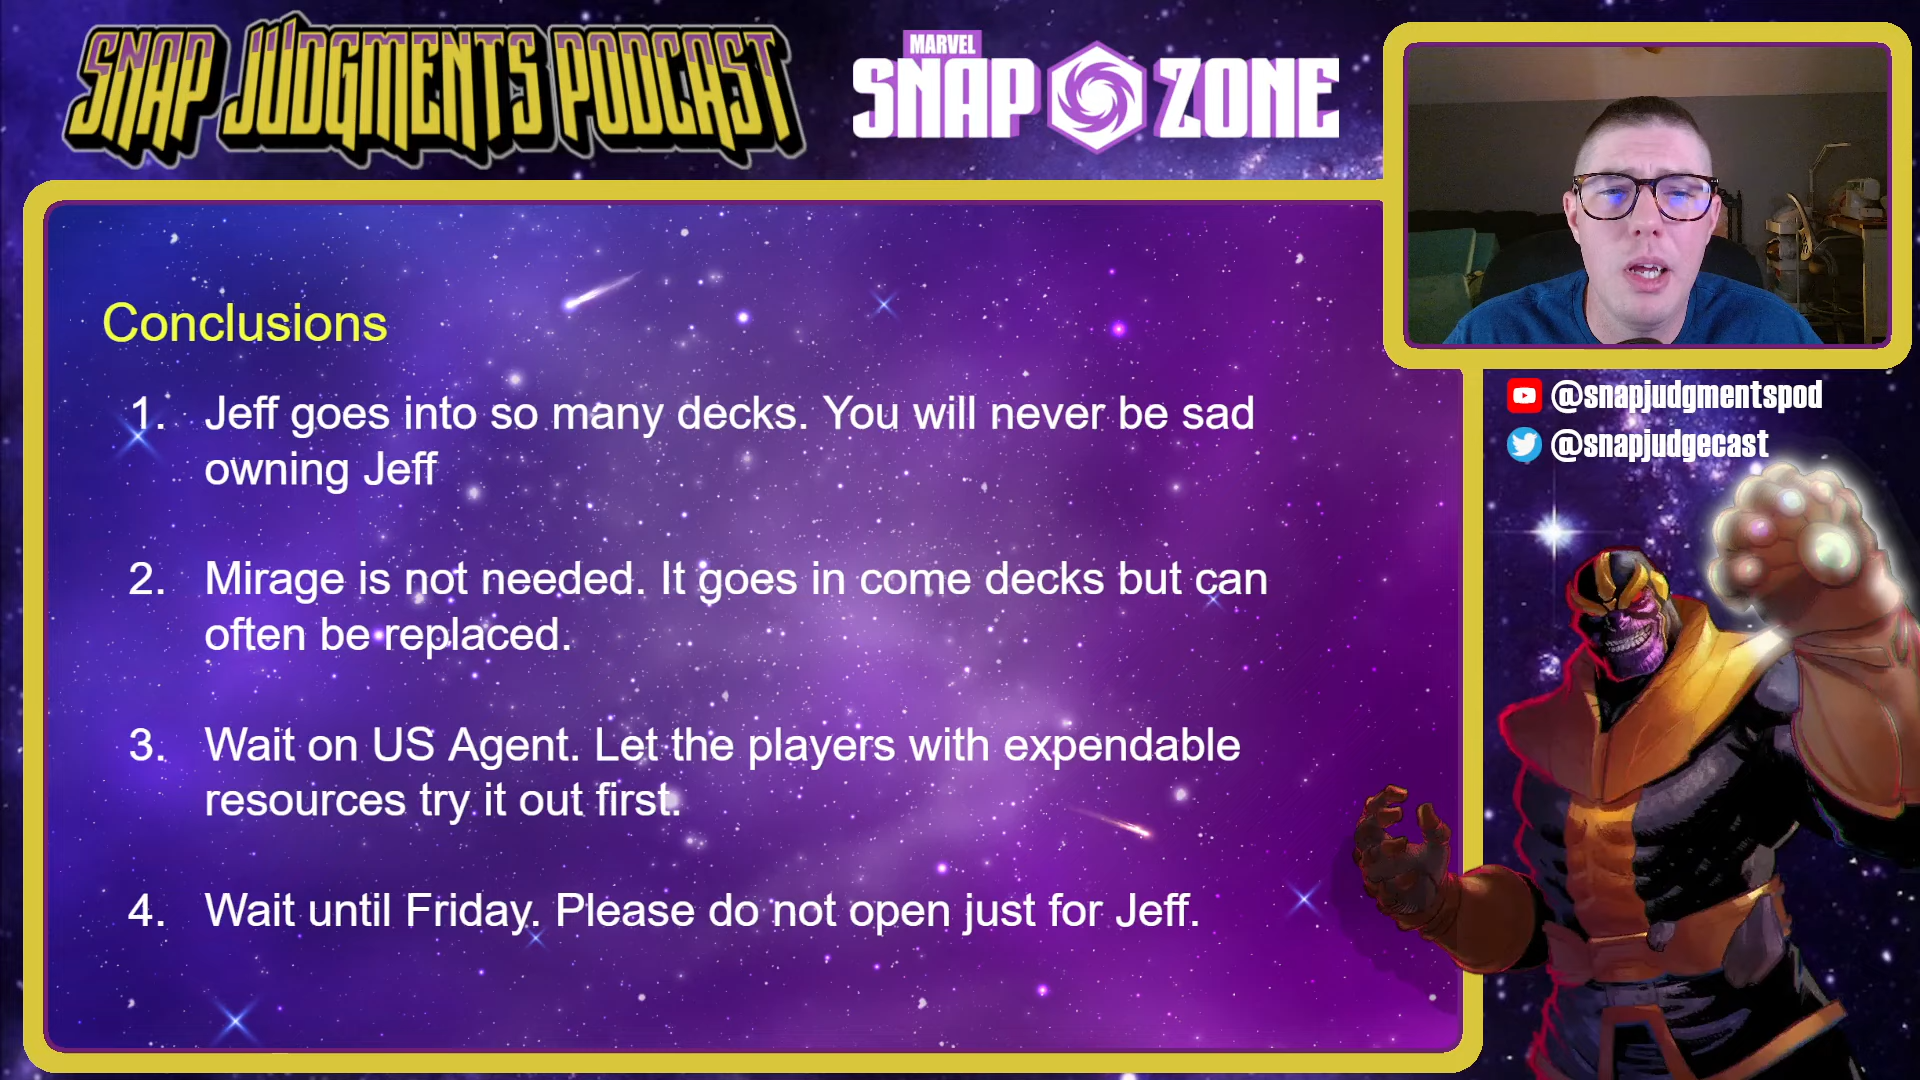 SNAP JUDGMENTS PODCAST
MARVEL
SNAP ZONE
@snapjudgmentspod
@snapjudgecast
Conclusions
1. Jeff goes into so many decks. You will never be sad
owning Jeff
2. Mirage is not needed. It goes in come decks but can
often be replaced.
3. Wait on US Agent. Let the players with expendable
resources try it out first.
4. Wait until Friday. Please do not open just for Jeff.